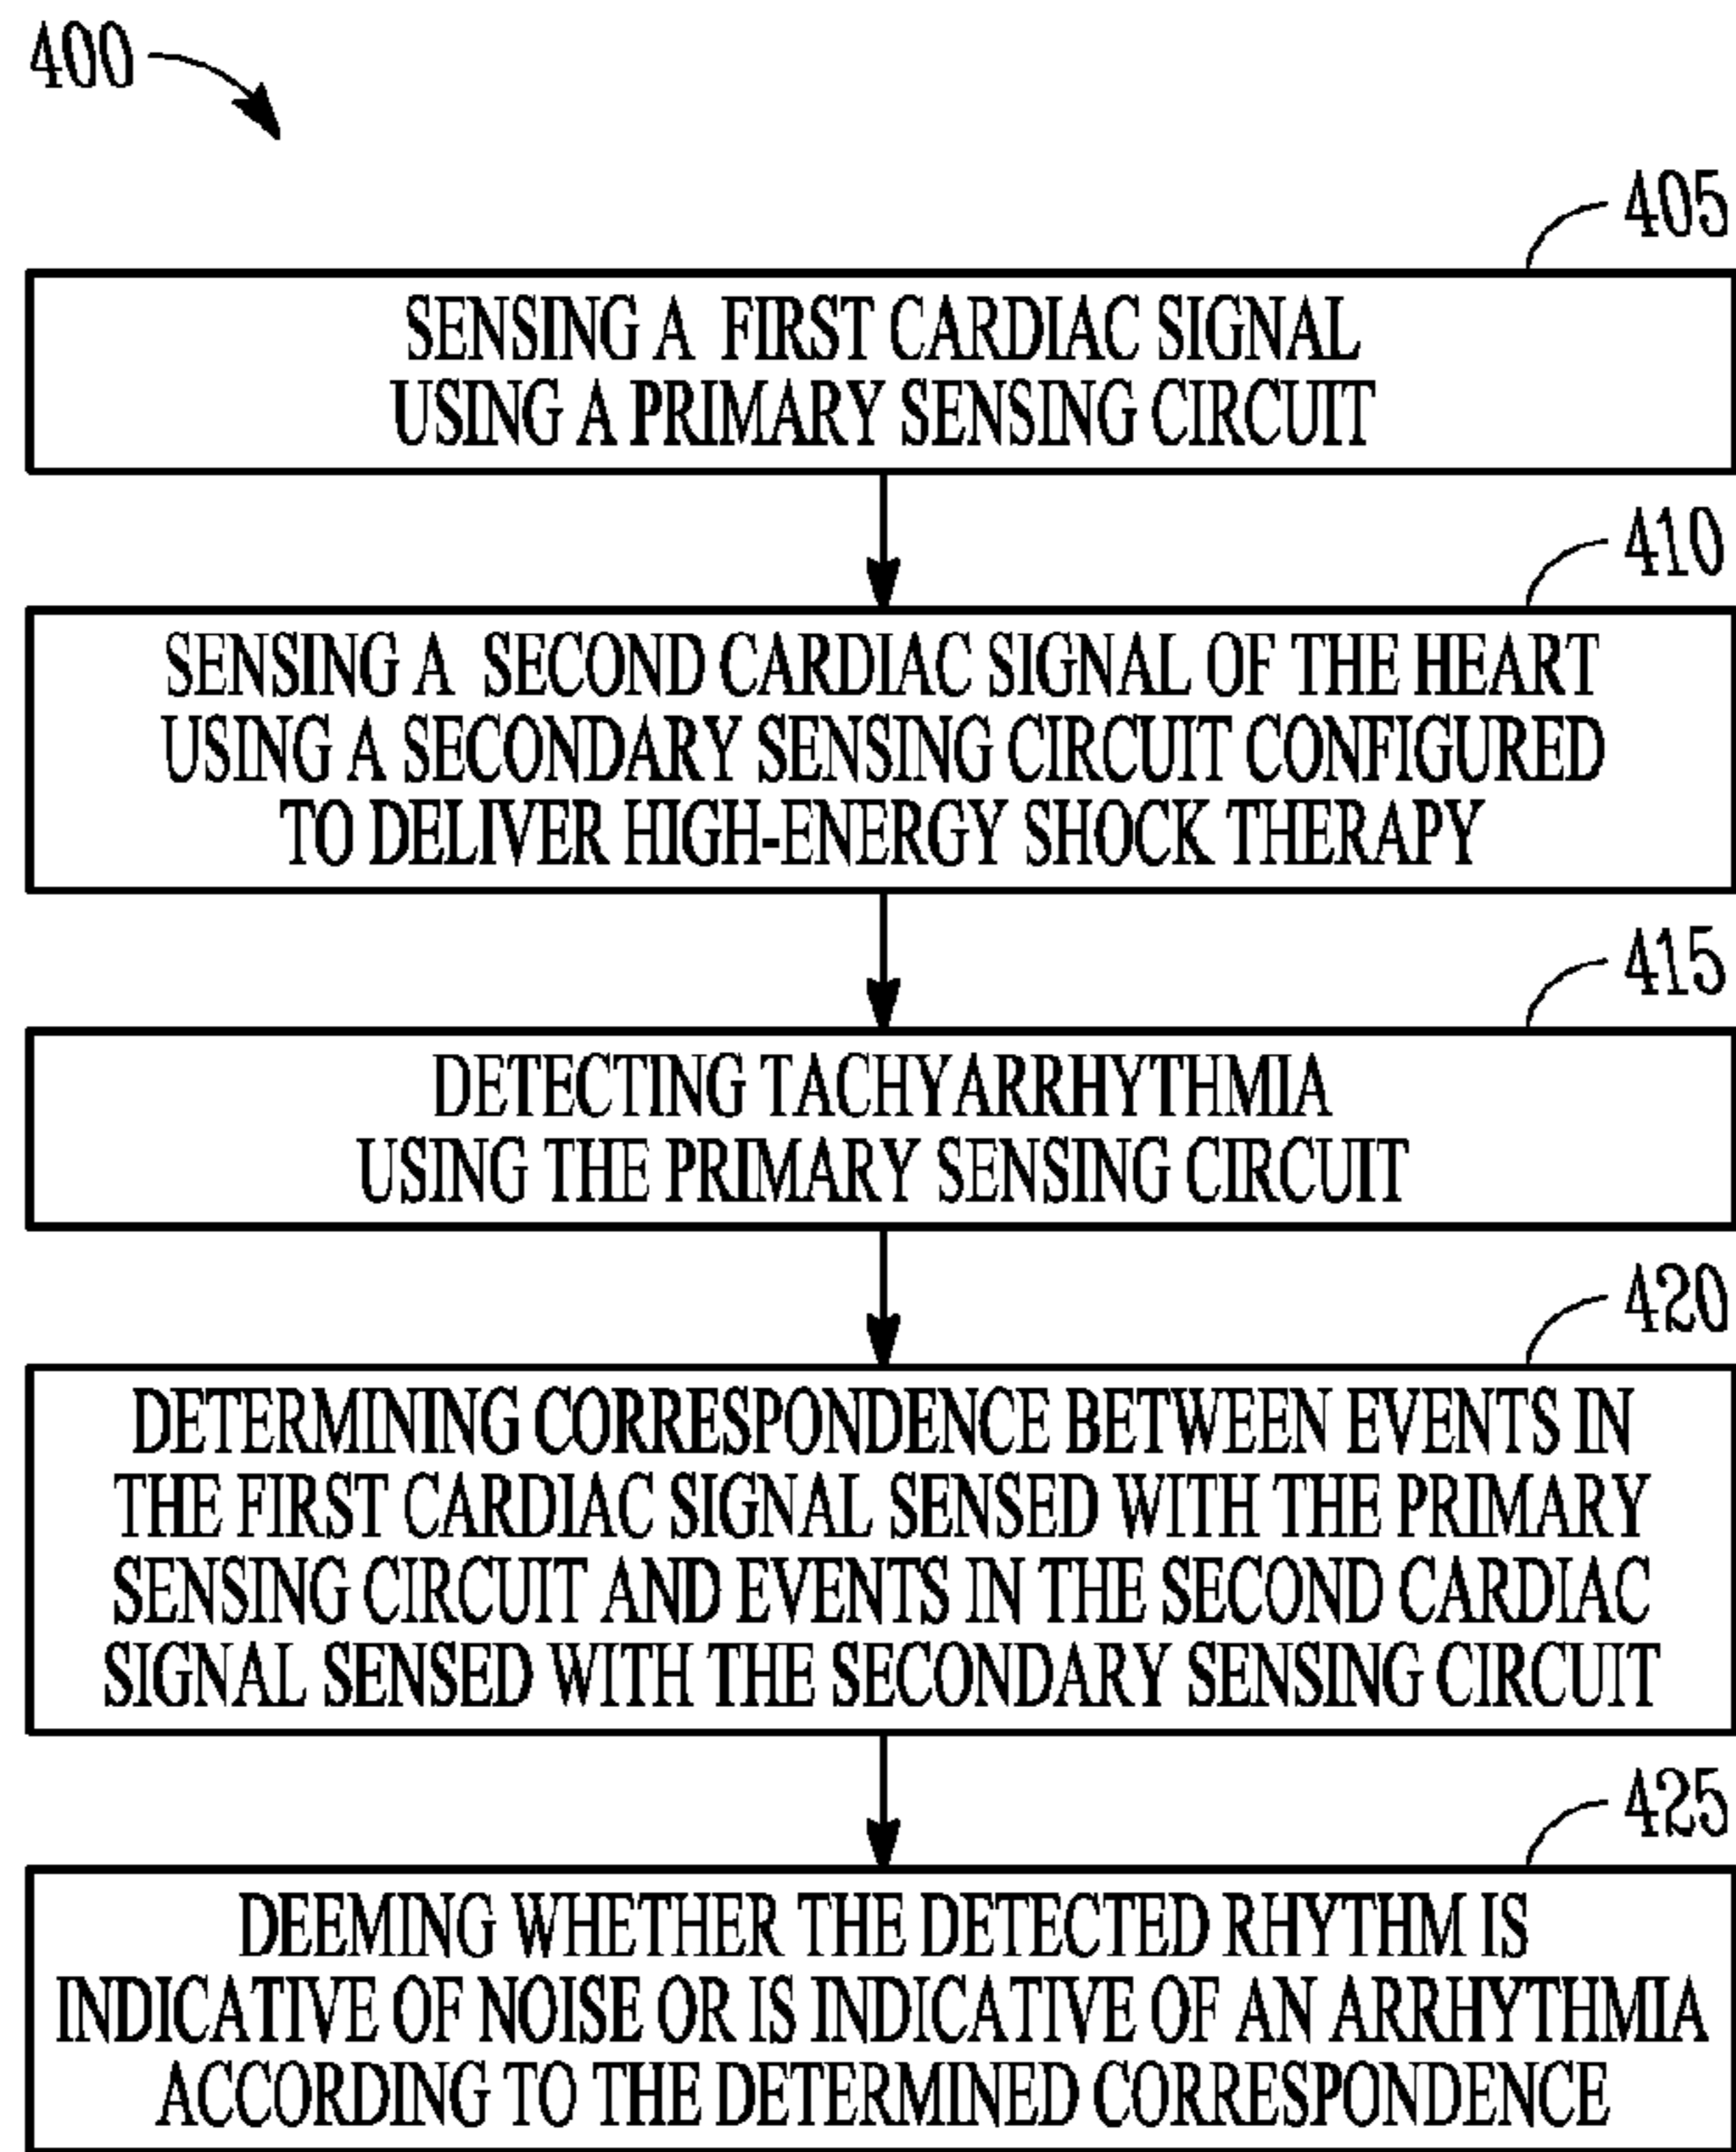 400
405
SENSING A FIRST CARDIAC SIGNAL
USING A PRIMARY SENSING CIRCUIT
410
SENSING A SECOND CARDIAC SIGNAL OF THE HEART
USING A SECONDARY SENSING CIRCUIT CONFIGURED
TO DELIVER HIGH-ENERGY SHOCK THERAPY
415
DETECTING TACHYARRHYTHMIA
USING THE PRIMARY SENSING CIRCUIT
420
DETERMINING CORRESPONDENCE BETWEEN EVENTS IN
THE FIRST CARDIAC SIGNAL SENSED WITH THE PRIMARY
SENSING CIRCUIT AND EVENTS IN THE SECOND CARDIAC
SIGNAL SENSED WITH THE SECONDARY SENSING CIRCUIT
425
DEEMING WHETHER THE DETECTED RHYTHM IS
INDICATIVE OF NOISE OR IS INDICATIVE OF AN ARRHYTHMIA
ACCORDING TO THE DETERMINED CORRESPONDENCE